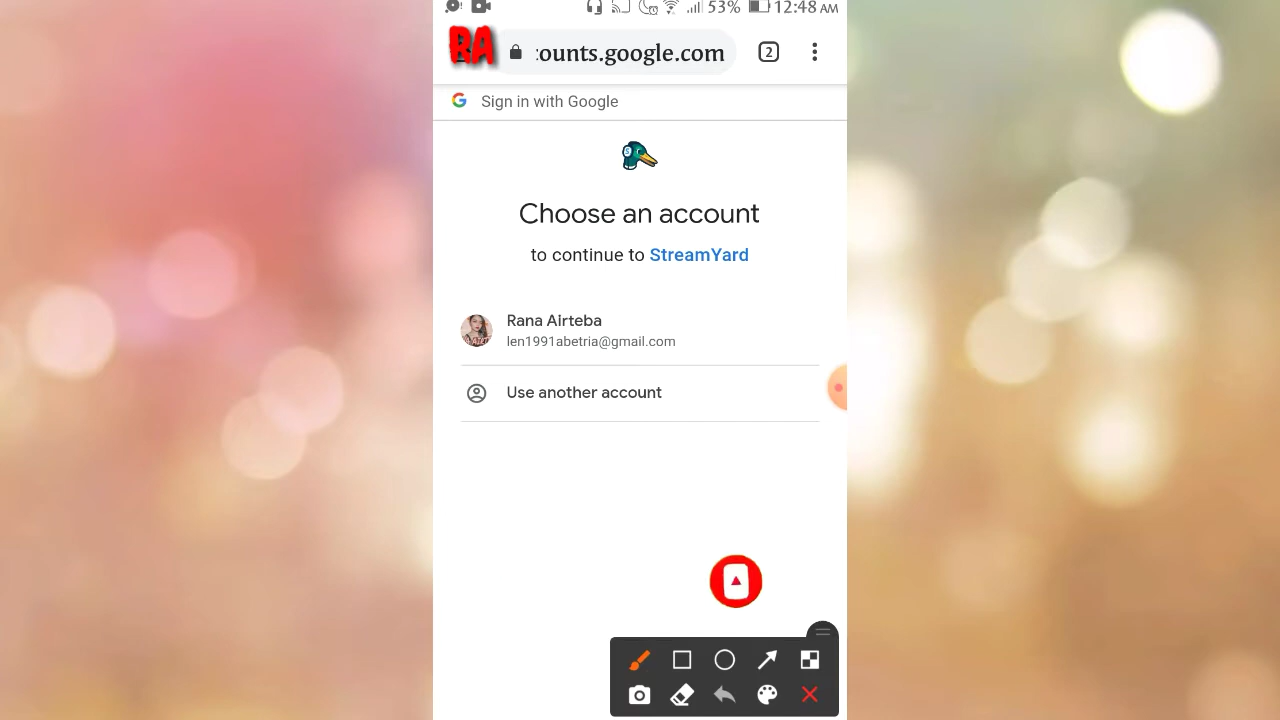 53% 12:48 AM
RA
:ounts.google.com 2
Sign in with Google
Choose an account
to continue to StreamYard
Rana Airteba
len1991abetria@gmail.com
Use another account